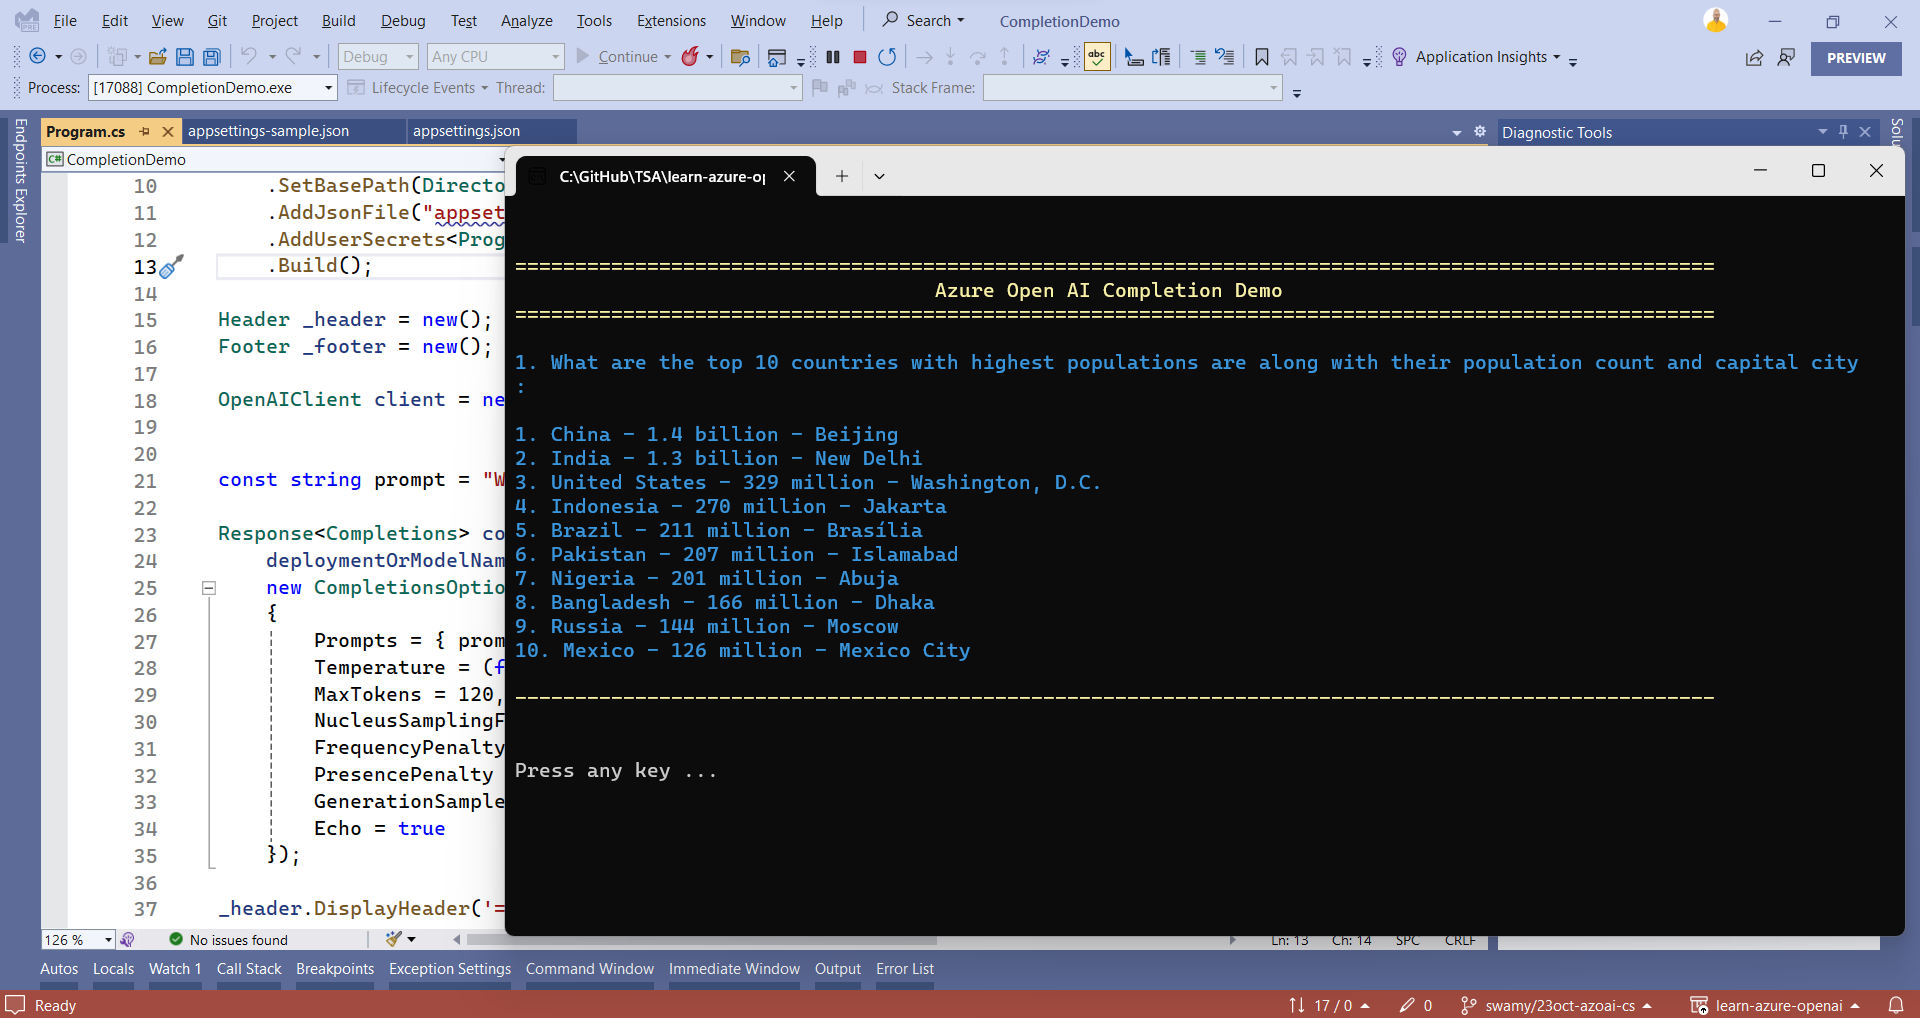 File Edit View Git Project Build Debug Test Analyze Tools Extensions Window Help Search CompletionDemo
Debug Any CPU Continue abc Application Insights PREVIEW
Process: [17088] CompletionDemo.exe Lifecycle Events Thread: Stack Frame:
Endpoints Explorer
Program.cs appsettings-sample.json appsettings.json
Diagnostic Tools
C# CompletionDemo
10 .SetBasePath(Directo
11 .AddJsonFile("appset
12 .AddUserSecrets<Prog
13 .Build();
14
15 Header _header = new();
16 Footer _footer = new();
17
18 OpenAIClient client = ne
19
20
21 const string prompt = "W
22
23 Response<Completions> co
24 deploymentOrModelNam
25 new CompletionsOptio
26 {
27 Prompts = { prom
28 Temperature = (f
29 MaxTokens = 120,
30 NucleusSamplingF
31 FrequencyPenalty
32 PresencePenalty
33 GenerationSample
34 Echo = true
35 });
36
37 _header.DisplayHeader('=
C:\GitHub\TSA\learn-azure-op
====================================================================================================
Azure Open AI Completion Demo
====================================================================================================
1. What are the top 10 countries with highest populations are along with their population count and capital city
:
1. China - 1.4 billion - Beijing
2. India - 1.3 billion - New Delhi
3. United States - 329 million - Washington, D.C.
4. Indonesia - 270 million - Jakarta
5. Brazil - 211 million - Brasília
6. Pakistan - 207 million - Islamabad
7. Nigeria - 201 million - Abuja
8. Bangladesh - 166 million - Dhaka
9. Russia - 144 million - Moscow
10. Mexico - 126 million - Mexico City
----------------------------------------------------------------------------------------------------
Press any key ...
126 % No issues found Ln: 13 Ch: 14 SPC CRLF
Autos Locals Watch 1 Call Stack Breakpoints Exception Settings Command Window Immediate Window Output Error List
Ready 17 / 0 0 swamy/23oct-azoai-cs learn-azure-openai